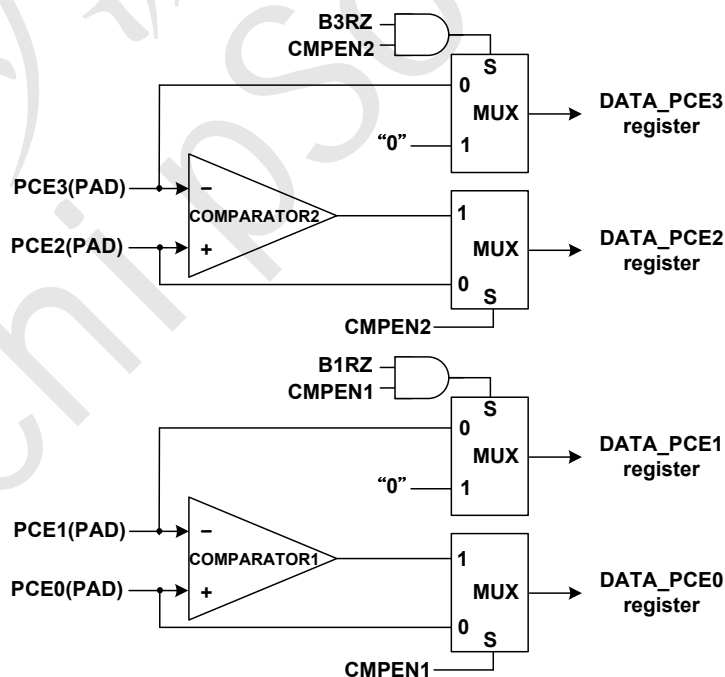 B3RZ
CMPEN2
S
0
MUX
DATA_PCE3
register
“0”
1
PCE3(PAD)
−
COMPARATOR2
1
MUX
DATA_PCE2
register
PCE2(PAD)
+
0
S
CMPEN2
B1RZ
CMPEN1
S
0
MUX
DATA_PCE1
register
“0”
1
PCE1(PAD)
−
COMPARATOR1
1
MUX
DATA_PCE0
register
PCE0(PAD)
+
0
S
CMPEN1
chipSo